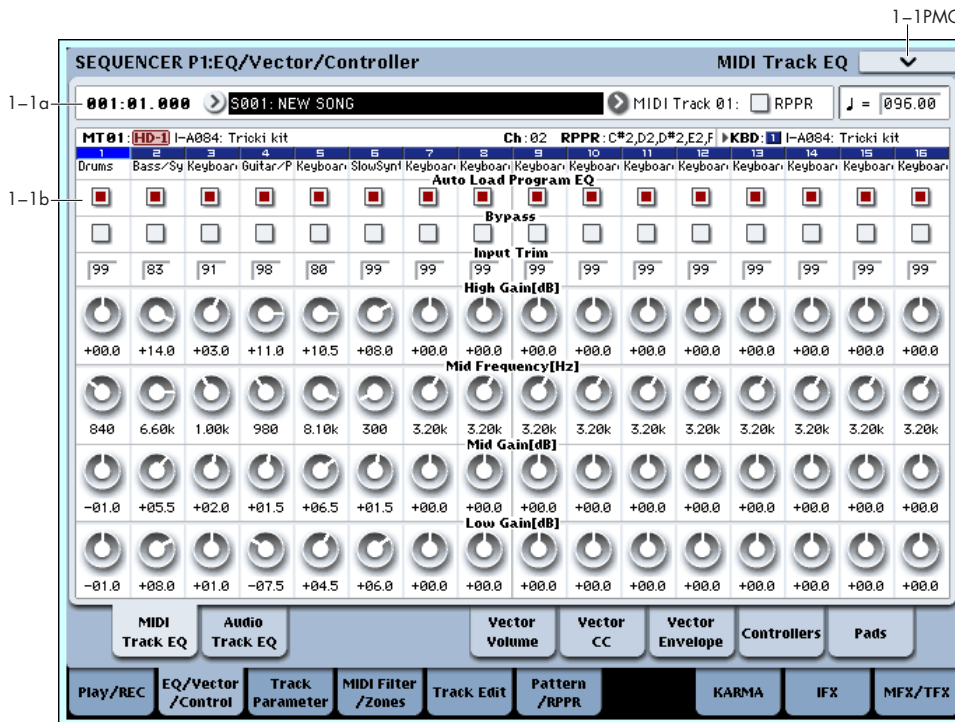 1–1PMC
SEQUENCER P1:EQ/Vector/Controller MIDI Track EQ
1–1a
001:01.000 S001: NEW SONG MIDI Track 01: RPPR ♩ = 096.00
MT01: HD-1 I-A084: Tricki kit Ch:02 RPPR:C#2,D2,D#2,E2,F ▶KBD: 1 I-A084: Tricki kit
1 2 3 4 5 6 7 8 9 10 11 12 13 14 15 16
Drums Bass/Sy Keyboar Guitar/P Keyboar SlowSynt Keyboar Keyboar Keyboar Keyboar Keyboar Keyboar Keyboar Keyboar Keyboar Keyboar
Auto Load Program EQ
1–1b
Bypass
Input Trim
99 83 91 98 80 99 99 99 99 99 99 99 99 99 99 99
High Gain[dB]
+00.0 +14.0 +03.0 +11.0 +10.5 +08.0 +00.0 +00.0 +00.0 +00.0 +00.0 +00.0 +00.0 +00.0 +00.0 +00.0
Mid Frequency[Hz]
840 6.60k 1.00k 980 8.10k 300 3.20k 3.20k 3.20k 3.20k 3.20k 3.20k 3.20k 3.20k 3.20k 3.20k
Mid Gain[dB]
-01.0 +05.5 +02.0 +01.5 +06.5 +01.5 +00.0 +00.0 +00.0 +00.0 +00.0 +00.0 +00.0 +00.0 +00.0 +00.0
Low Gain[dB]
-01.0 +08.0 +01.0 -07.5 +04.5 +06.0 +00.0 +00.0 +00.0 +00.0 +00.0 +00.0 +00.0 +00.0 +00.0 +00.0
MIDI Track EQ
Audio Track EQ
Vector Volume
Vector CC
Vector Envelope
Controllers
Pads
Play/REC
EQ/Vector /Control
Track Parameter
MIDI Filter /Zones
Track Edit
Pattern /RPPR
KARMA
IFX
MFX/TFX